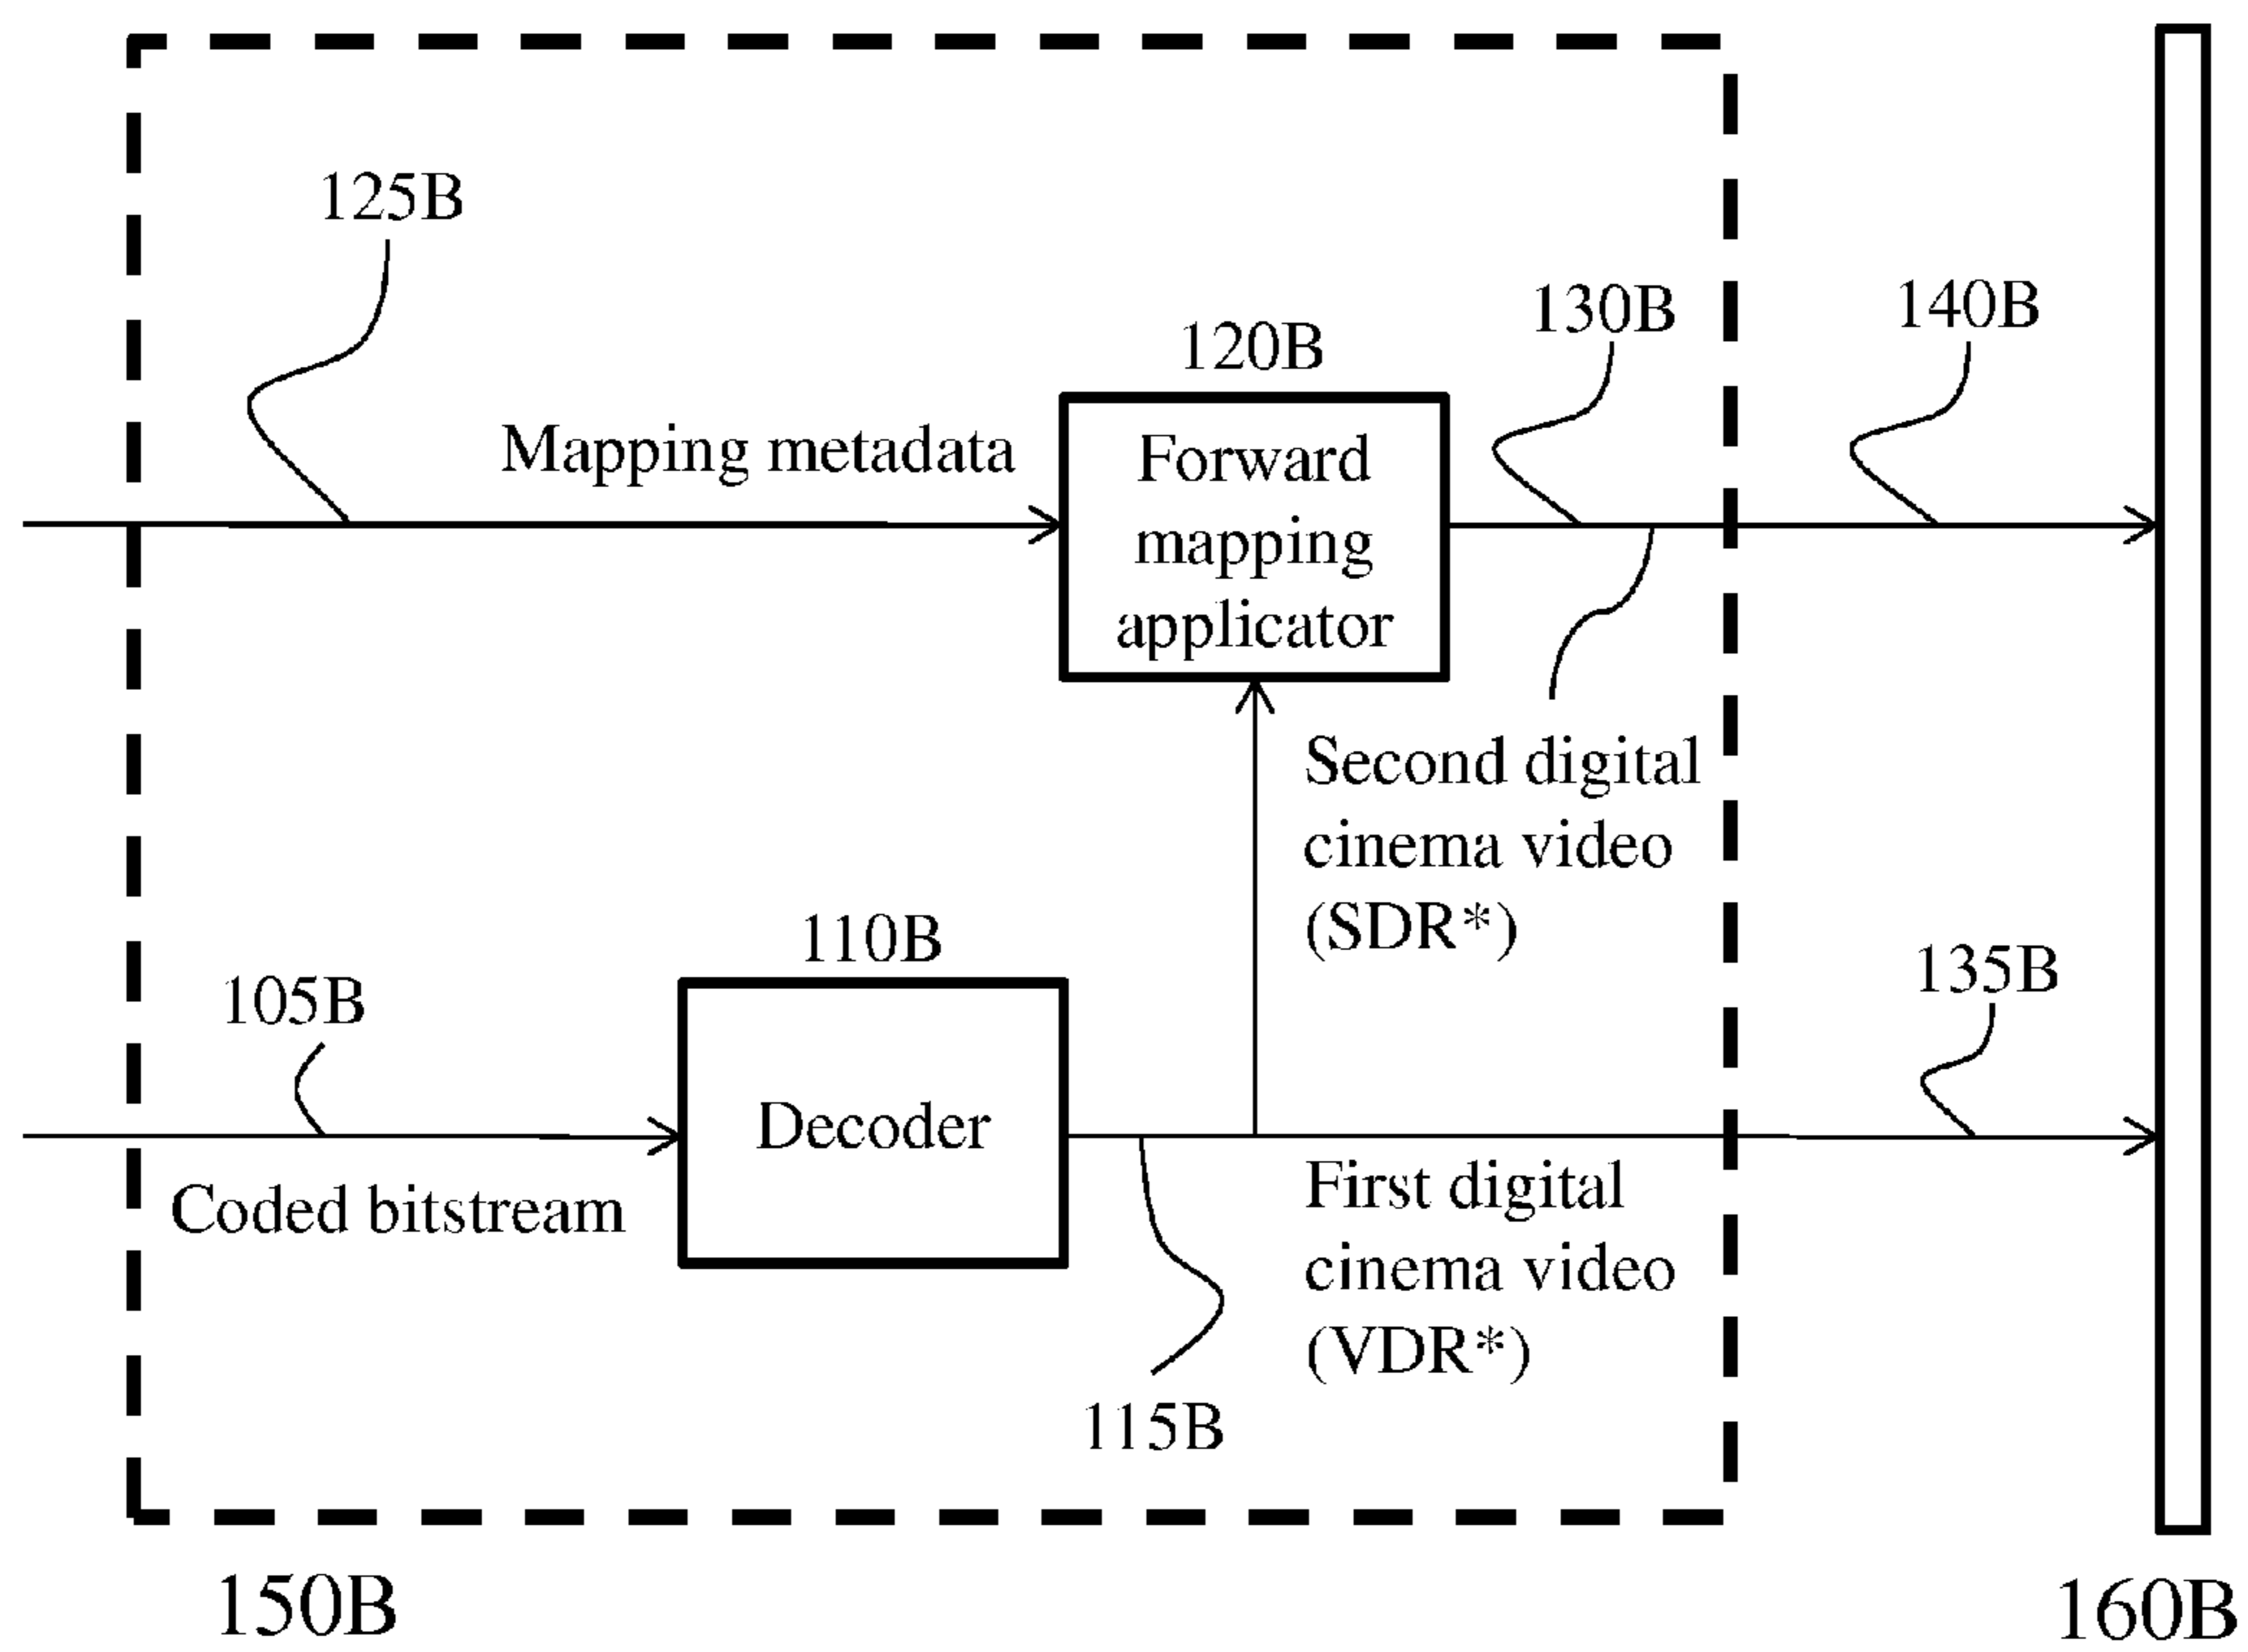 125B
130B
140B
120B
Mapping metadata
Forward
mapping
applicator
Second digital
cinema video
(SDR*)
110B
135B
105B
Decoder
Coded bitstream
First digital
cinema video
(VDR*)
115B
150B
160B